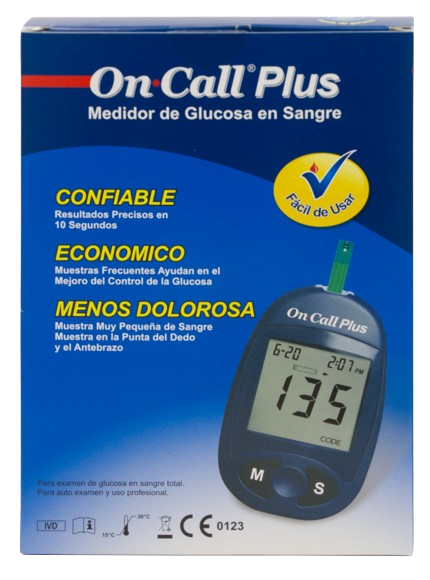 On·Call® Plus
Medidor de Glucosa en Sangre
Fácil de Usar
CONFIABLE
Resultados Precisos en
10 Segundos
ECONOMICO
Muestras Frecuentes Ayudan en el
Mejoro del Control de la Glucosa
MENOS DOLOROSA
Muestra Muy Pequeña de Sangre
Muestra en la Punta del Dedo
y el Antebrazo
On·Call Plus
6-20 2:07 PM
135
CODE
M S
Para examen de glucosa en sangre total.
Para auto examen y uso profesional.
IVD i 15°C 30°C CE 0123